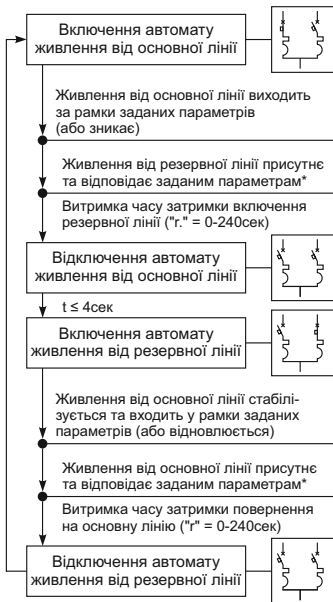 Включення автомату
живлення від основної лінії
Живлення від основної лінії виходить
за рамки заданих параметрів
(або зникає)
Живлення від резервної лінії присутнє
та відповідає заданим параметрам*
Витримка часу затримки включення
резервної лінії ("r." = 0-240сек)
Відключення автомату
живлення від основної лінії
t ≤ 4сек
Включення автомату
живлення від резервної лінії
Живлення від основної лінії стабілі-
зується та входить у рамки заданих
параметрів (або відновлюється)
Живлення від основної лінії присутнє
та відповідає заданим параметрам*
Витримка часу затримки повернення
на основну лінію ("r" = 0-240сек)
Відключення автомату
живлення від резервної лінії